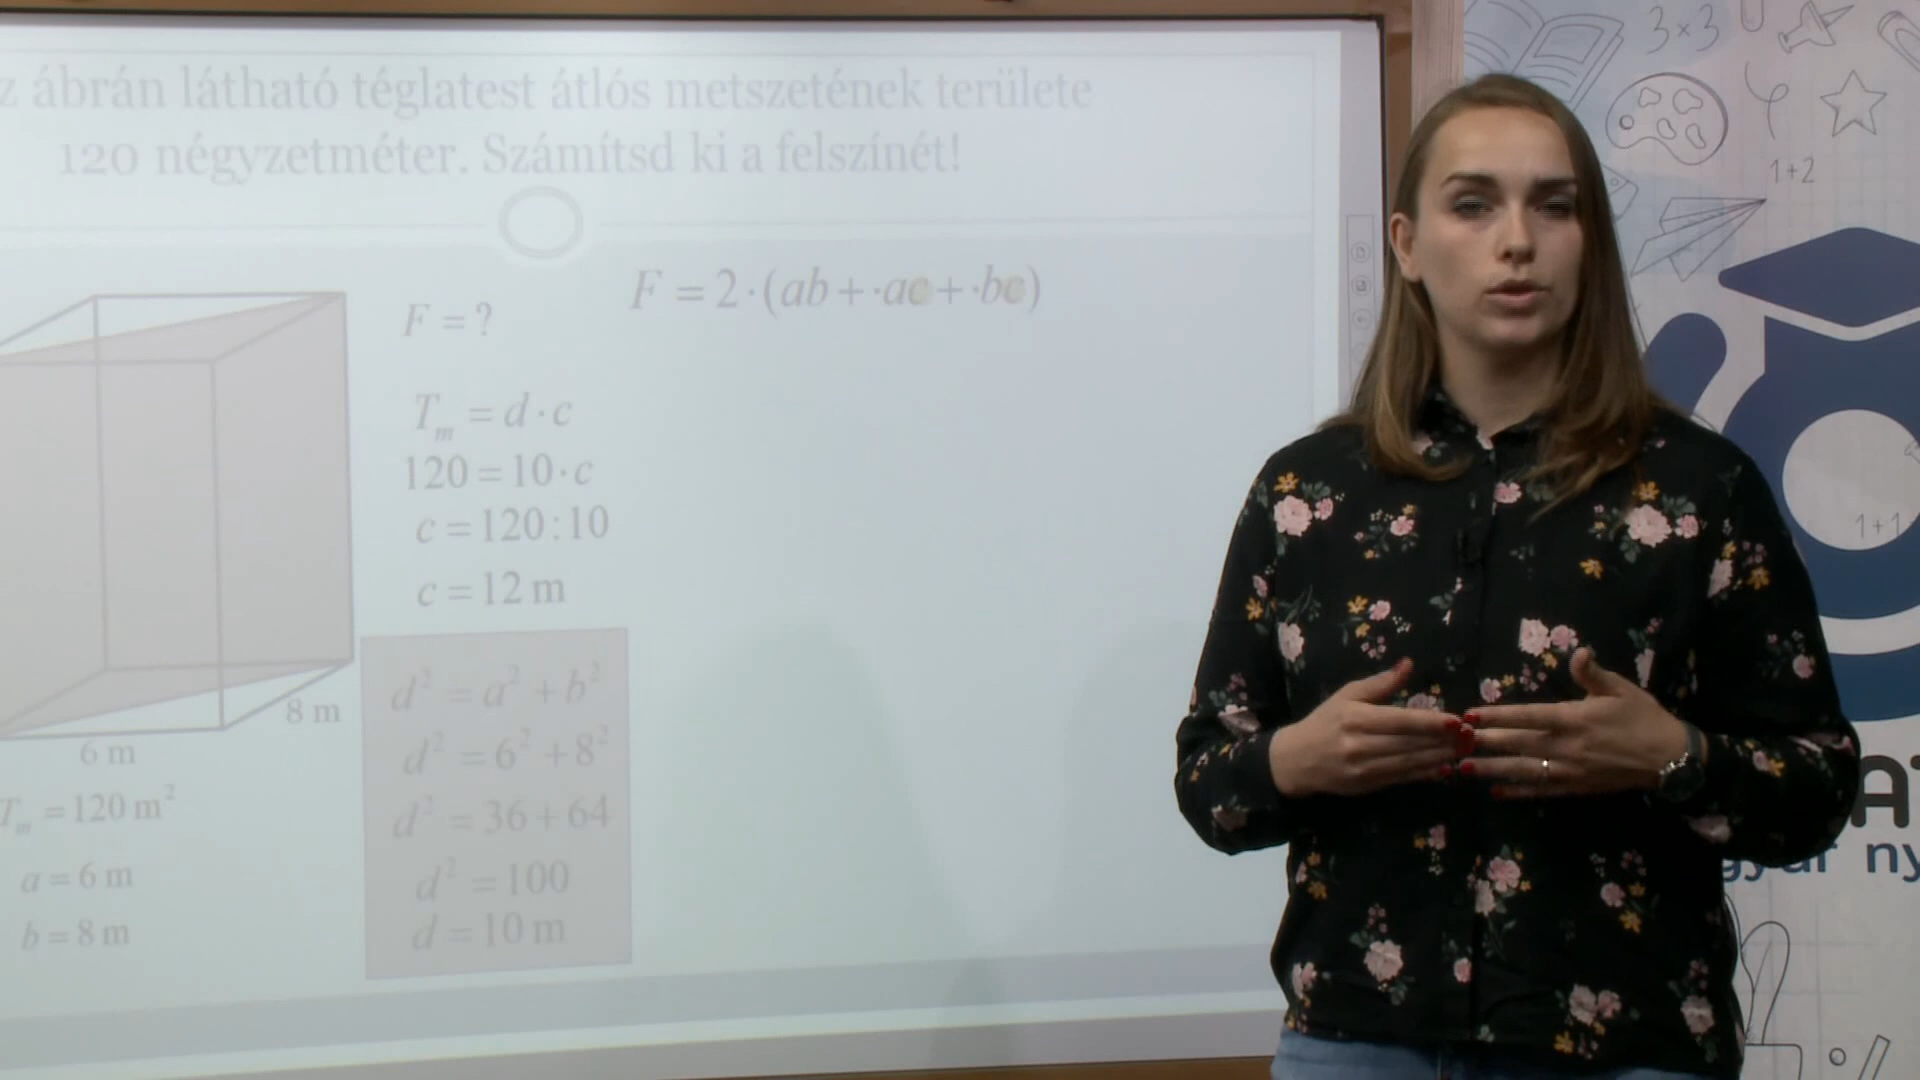 z ábrán látható téglatest átlós metszetének területe
120 négyzetméter. Számítsd ki a felszínét!
F = ?
F = 2·(ab+·ac+·bc)
Tₘ = d·c
120 = 10·c
c = 120:10
c = 12 m
8 m
6 m
Tₘ = 120 m²
a = 6 m
b = 8 m
d² = a² + b²
d² = 6² + 8²
d² = 36 + 64
d² = 100
d = 10 m
3×3
1+2
1+1